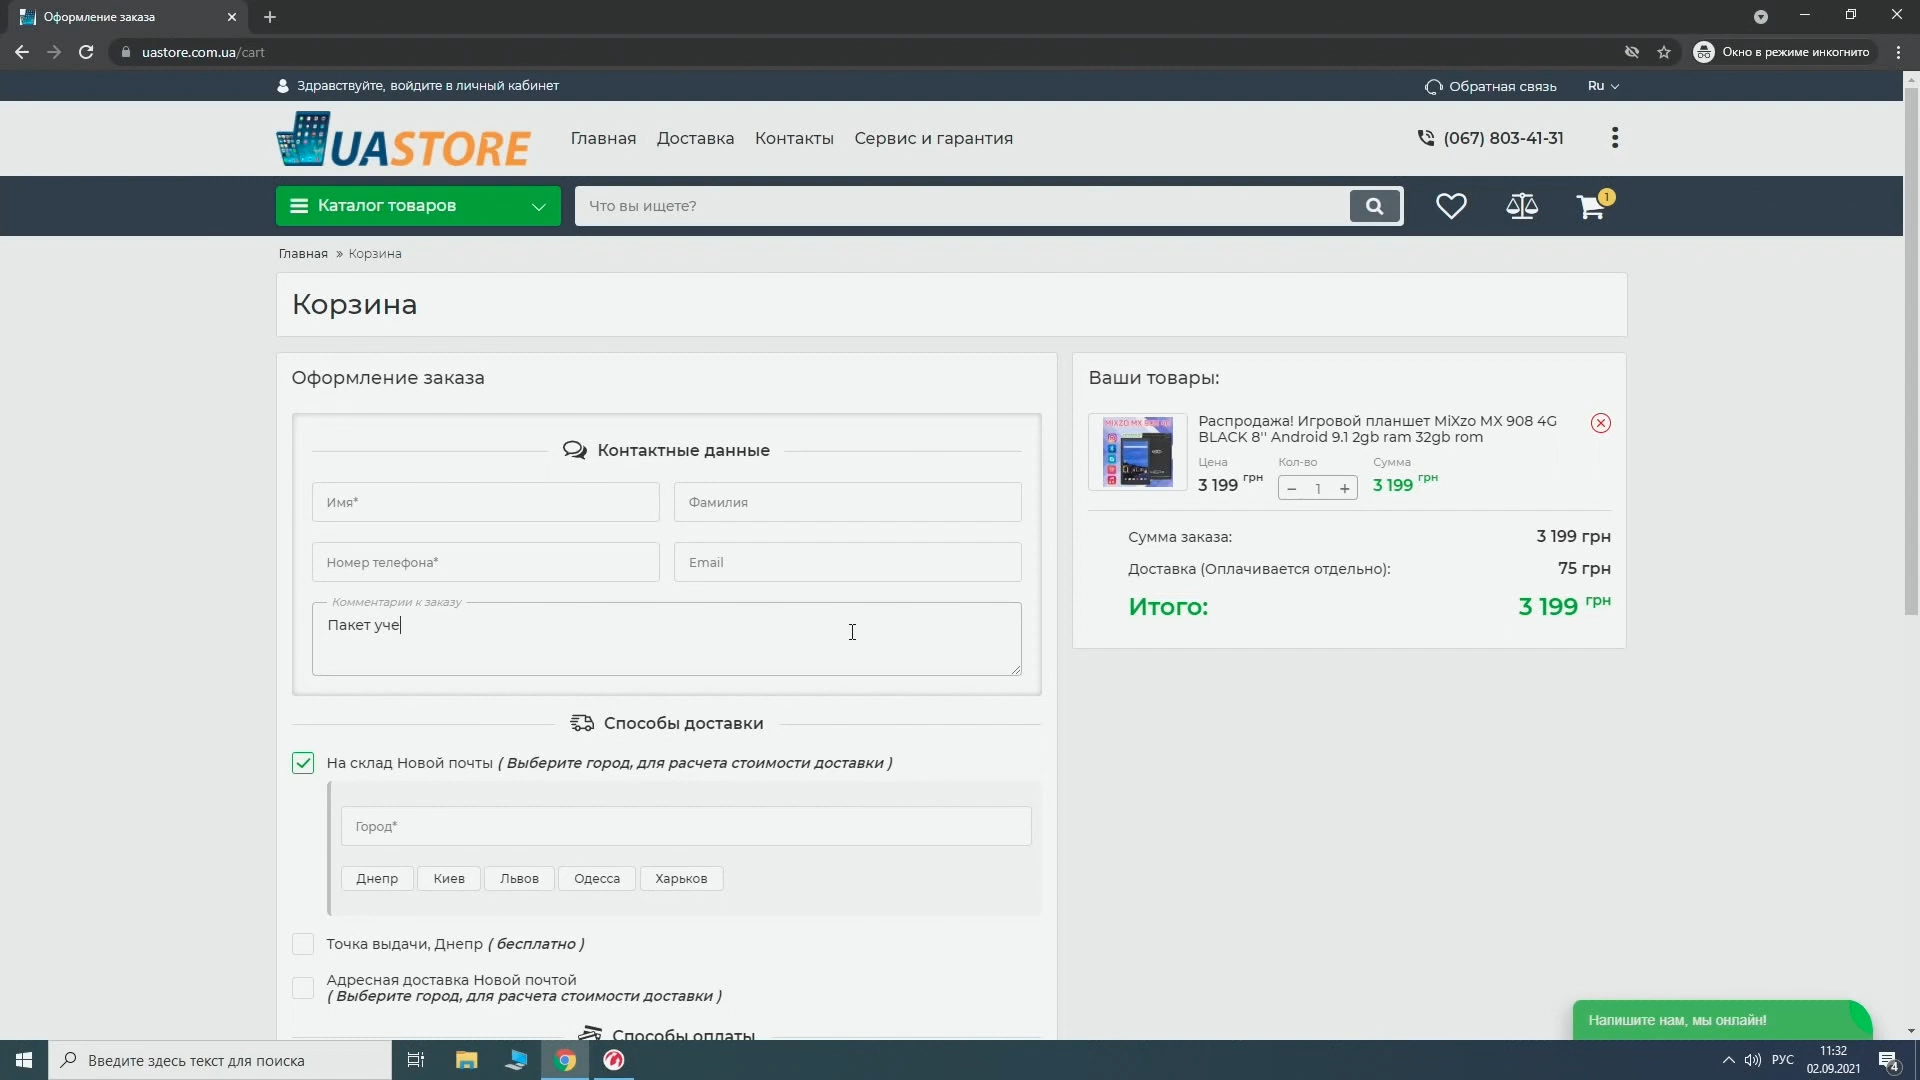 Оформление заказа
uastore.com.ua/cart
Окно в режиме инкогнито
Здравствуйте, войдите в личный кабинет
Обратная связь
Ru
UASTORE
Главная Доставка Контакты Сервис и гарантия
(067) 803-41-31
Каталог товаров
Что вы ищете?
1
Главная » Корзина
Корзина
Оформление заказа
Контактные данные
Имя*
Фамилия
Номер телефона*
Email
Комментарии к заказу
Пакет уче
Способы доставки
На склад Новой почты ( Выберите город, для расчета стоимости доставки )
Город*
Днепр Киев Львов Одесса Харьков
Точка выдачи, Днепр ( бесплатно )
Адресная доставка Новой почтой
( Выберите город, для расчета стоимости доставки )
Способы оплаты
Ваши товары:
MIXZO MX 908 4G
Распродажа! Игровой планшет MiXzo MX 908 4G
BLACK 8'' Android 9.1 2gb ram 32gb rom
Цена Кол-во Сумма
3 199 грн − 1 + 3 199 грн
Сумма заказа: 3 199 грн
Доставка (Оплачивается отдельно): 75 грн
Итого: 3 199 грн
Напишите нам, мы онлайн!
Введите здесь текст для поиска
РУС
11:32
02.09.2021
4